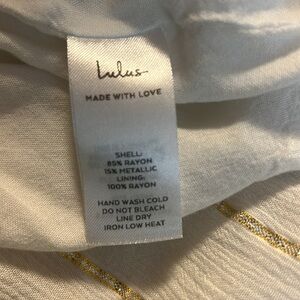 Lulus
MADE WITH LOVE
SHELL:
85% RAYON
15% METALLIC
LINING:
100% RAYON
HAND WASH COLD
DO NOT BLEACH
LINE DRY
IRON LOW HEAT